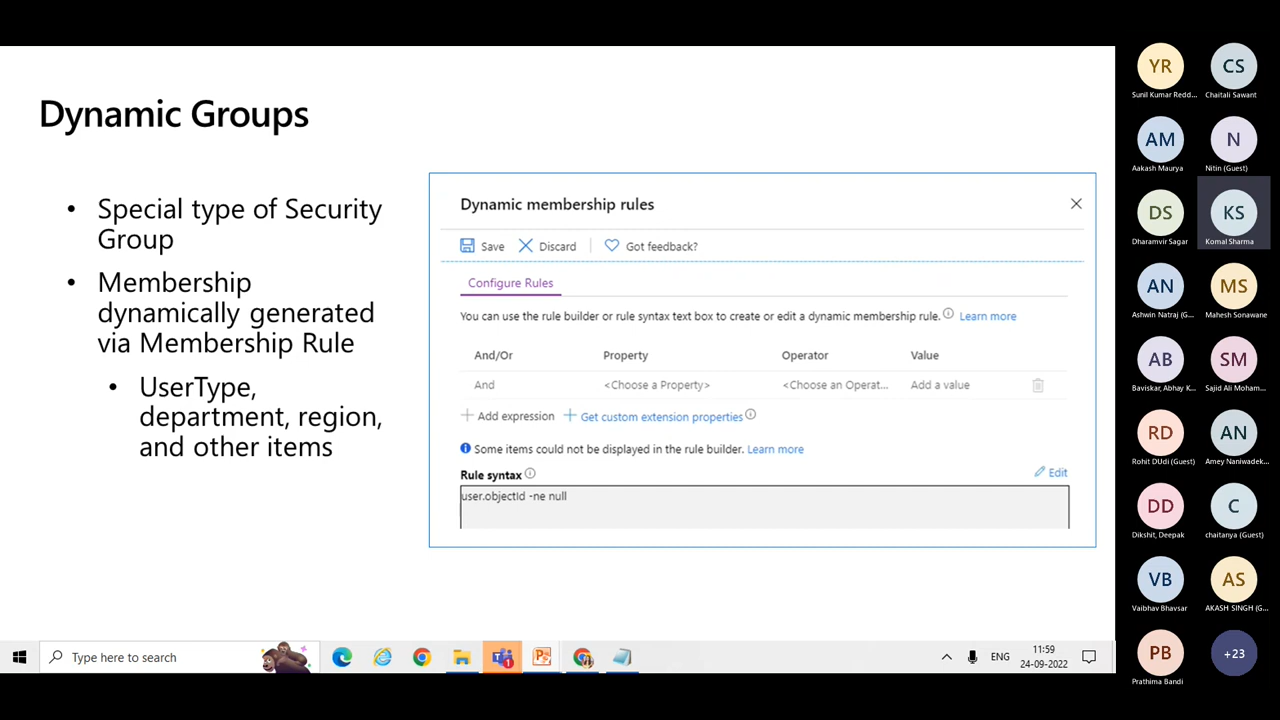 Dynamic Groups
• Special type of Security
Group
• Membership
dynamically generated
via Membership Rule
• UserType,
department, region,
and other items
Dynamic membership rules
Save Discard Got feedback?
Configure Rules
You can use the rule builder or rule syntax text box to create or edit a dynamic membership rule. Learn more
And/Or Property Operator Value
And <Choose a Property> <Choose an Operat... Add a value
Add expression Get custom extension properties
Some items could not be displayed in the rule builder. Learn more
Rule syntax Edit
user.objectId -ne null
Type here to search
ENG
11:59
24-09-2022
YR CS
Sunil Kumar Redd... Chaitali Sawant
AM N
Aakash Maurya Nitin (Guest)
DS KS
Dharamvir Sagar Komal Sharma
AN MS
Ashwin Natraj (G... Mahesh Sonawane
AB SM
Baviskar, Abhay K... Sajid Ali Moham...
RD AN
Rohit DUdi (Guest) Amey Naniwadek...
DD C
Dikshit, Deepak chaitanya (Guest)
VB AS
Vaibhav Bhavsar AKASH SINGH (G...
PB +23
Prathima Bandi